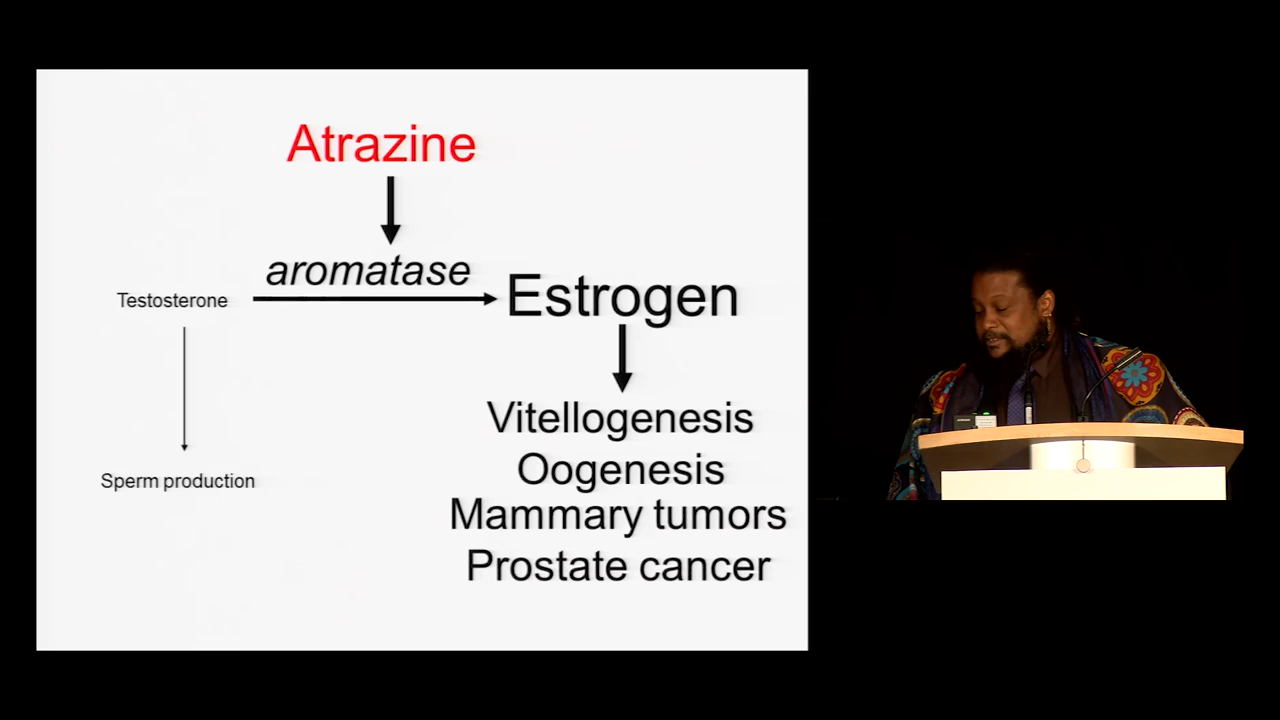 Atrazine
aromatase
Testosterone
Estrogen
Sperm production
Vitellogenesis
Oogenesis
Mammary tumors
Prostate cancer